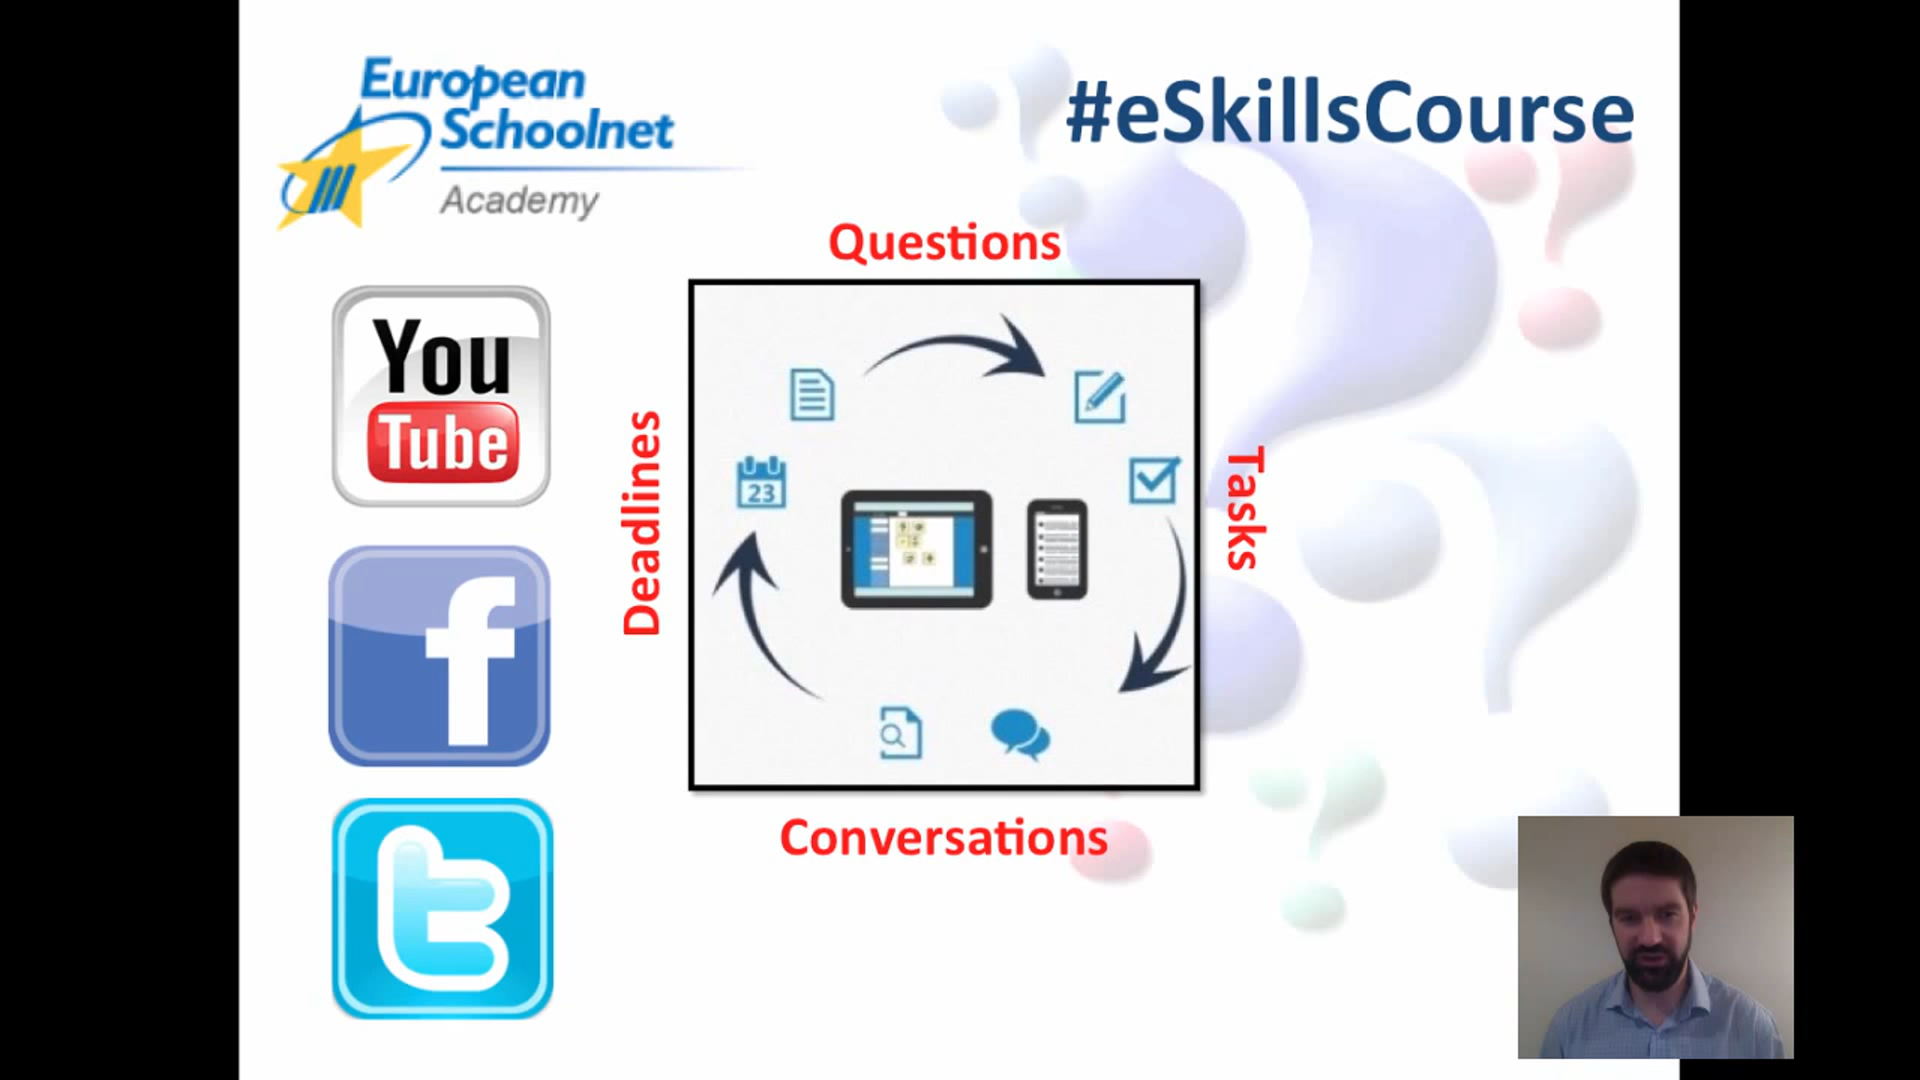 European
Schoolnet
Academy
#eSkillsCourse
Questions
You
Tube
Deadlines
23
Tasks
Conversations